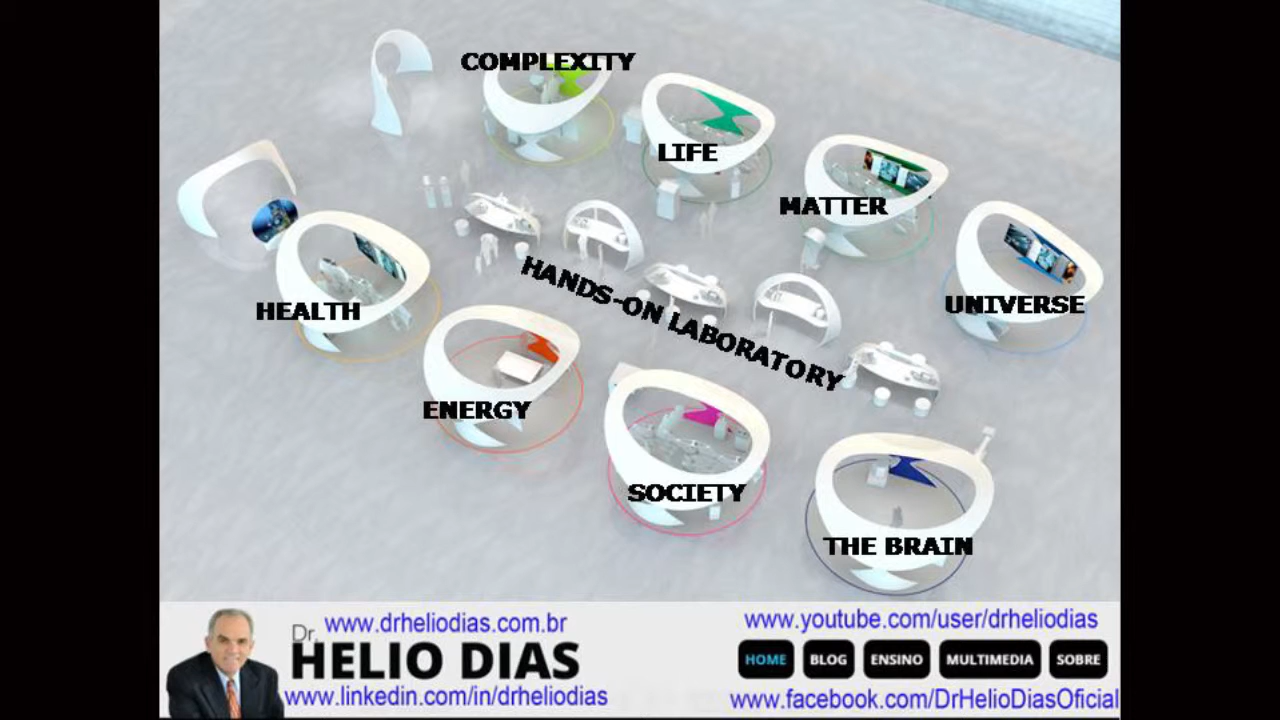 COMPLEXITY
LIFE
MATTER
UNIVERSE
HEALTH
HANDS-ON LABORATORY
ENERGY
SOCIETY
THE BRAIN
www.drheliodias.com.br
Dr.
HELIO DIAS
www.linkedin.com/in/drheliodias
www.youtube.com/user/drheliodias
HOME BLOG ENSINO MULTIMEDIA SOBRE
www.facebook.com/DrHelioDiasOficial